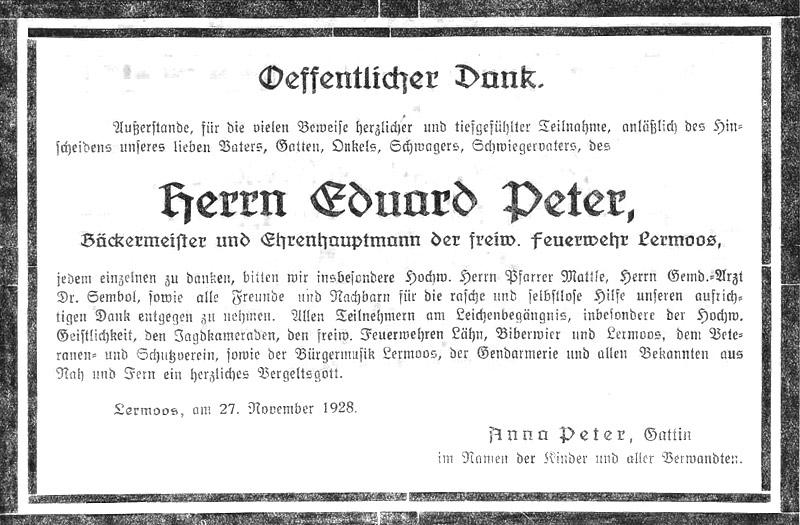 Oeffentlicher Dank.
Außerstande, für die vielen Beweise herzlicher und tiefgefühlter Teilnahme, anläßlich des Hin-
scheidens unseres lieben Vaters, Gatten, Onkels, Schwagers, Schwiegervaters, des
Herrn Eduard Peter,
Bäckermeister und Ehrenhauptmann der freiw. Feuerwehr Lermoos,
jedem einzelnen zu danken, bitten wir insbesondere Hochw. Herrn Pfarrer Mattle, Herrn Gemd.-Arzt
Dr. Sembol, sowie alle Freunde und Nachbarn für die rasche und selbstlose Hilfe unseren aufrich-
tigen Dank entgegen zu nehmen. Allen Teilnehmern am Leichenbegängnis, inbesondere der Hochw.
Geistlichkeit, den Jagdkameraden, den freiw. Feuerwehren Lähn, Biberwier und Lermoos, dem Vete-
ranen- und Schutzverein, sowie der Bürgermusik Lermoos, der Gendarmerie und allen Bekannten aus
Nah und Fern ein herzliches Vergeltsgott.
Lermoos, am 27. November 1928.
Anna Peter, Gattin
im Namen der Kinder und aller Verwandten.